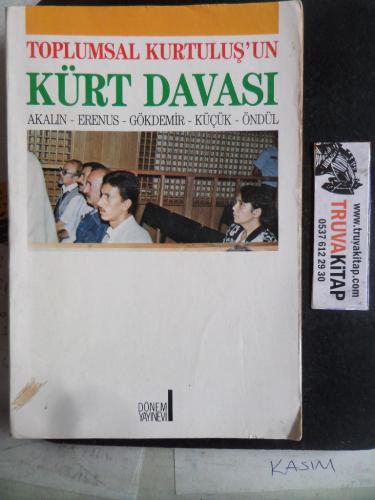 TOPLUMSAL KURTULUŞ'UN
KÜRT DAVASI
AKALIN - ERENUS - GÖKDEMİR - KÜÇÜK - ÖNDÜL
DÖNEM
YAYINEVİ
www.truvakitap.com
TRUVAKİTAP
0537 612 29 30
KASIM